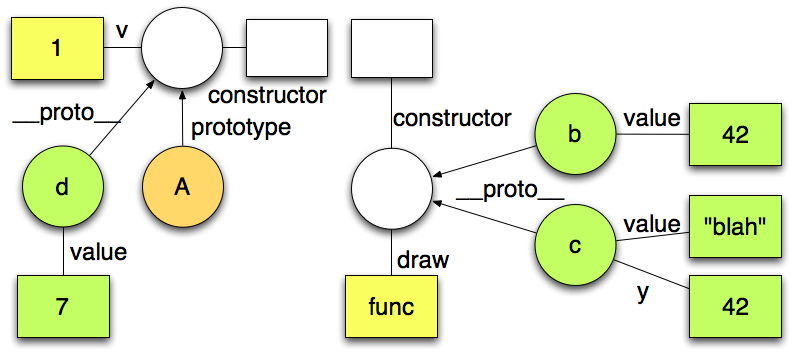 1
v
constructor
__proto__
prototype
d
A
value
7
constructor
b
value
42
__proto__
c
value
"blah"
y
42
draw
func